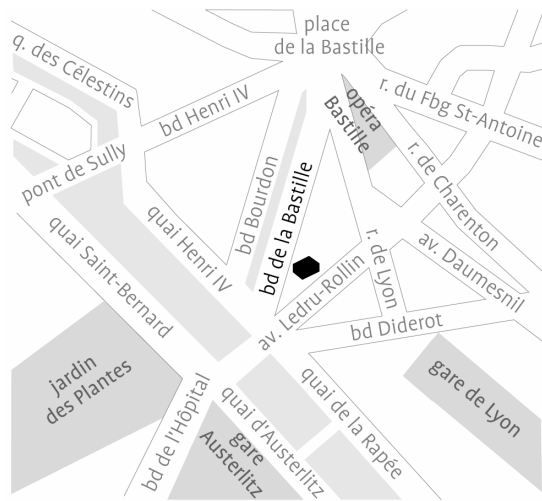 place
de la Bastille
q. des Célestins
bd Henri IV
opéra
Bastille
r. du Fbg St-Antoine
pont de Sully
bd Bourdon
bd de la Bastille
r. de Charenton
quai Saint-Bernard
quai Henri IV
r. de Lyon
av. Daumesnil
av. Ledru-Rollin
bd Diderot
jardin
des Plantes
gare de Lyon
bd de l'Hôpital
quai d'Austerlitz
quai de la Rapée
gare
Austerlitz